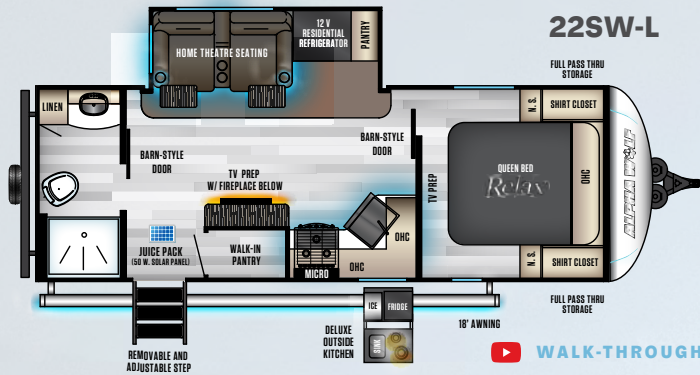 22SW-L
12 V
RESIDENTIAL
REFRIGERATOR
PANTRY
HOME THEATRE SEATING
FULL PASS THRU
STORAGE
LINEN
N. S.
SHIRT CLOSET
BARN-STYLE
DOOR
BARN-STYLE
DOOR
TV PREP
W/ FIREPLACE BELOW
TV PREP
QUEEN BED
Relax
OHC
ALPHA WOLF
JUICE PACK
(50 W. SOLAR PANEL)
WALK-IN
PANTRY
MICRO
OHC
OHC
N. S.
SHIRT CLOSET
FULL PASS THRU
STORAGE
ICE
FRIDGE
SINK
18' AWNING
DELUXE
OUTSIDE
KITCHEN
REMOVABLE AND
ADJUSTABLE STEP
WALK-THROUGH